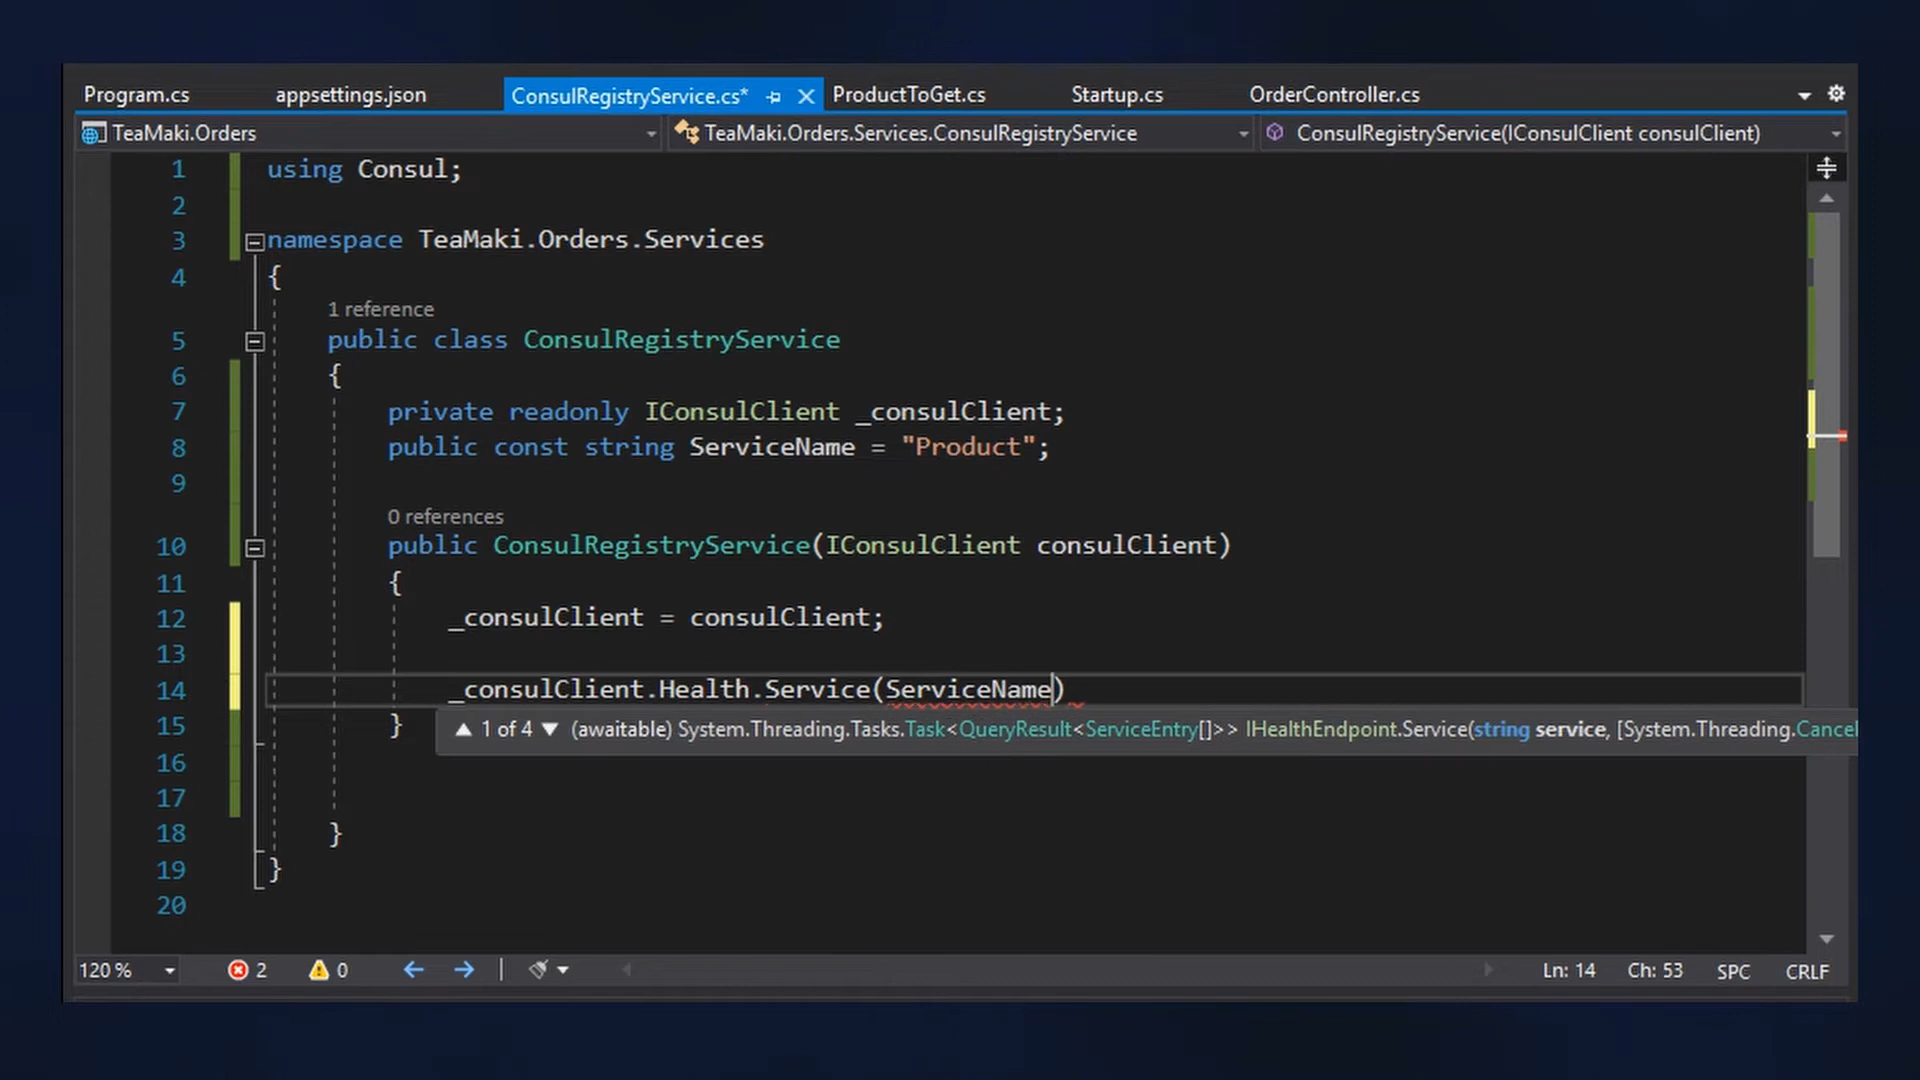 Program.cs appsettings.json ConsulRegistryService.cs* ProductToGet.cs Startup.cs OrderController.cs
TeaMaki.Orders TeaMaki.Orders.Services.ConsulRegistryService ConsulRegistryService(IConsulClient consulClient)
1 using Consul;
2
3 namespace TeaMaki.Orders.Services
4 {
1 reference
5 public class ConsulRegistryService
6 {
7 private readonly IConsulClient _consulClient;
8 public const string ServiceName = "Product";
9
0 references
10 public ConsulRegistryService(IConsulClient consulClient)
11 {
12 _consulClient = consulClient;
13
14 _consulClient.Health.Service(ServiceName)
15 }
▲ 1 of 4 ▼ (awaitable) System.Threading.Tasks.Task<QueryResult<ServiceEntry[]>> IHealthEndpoint.Service(string service, [System.Threading.Cancel
16
17
18 }
19 }
20
120 % 2 0 Ln: 14 Ch: 53 SPC CRLF